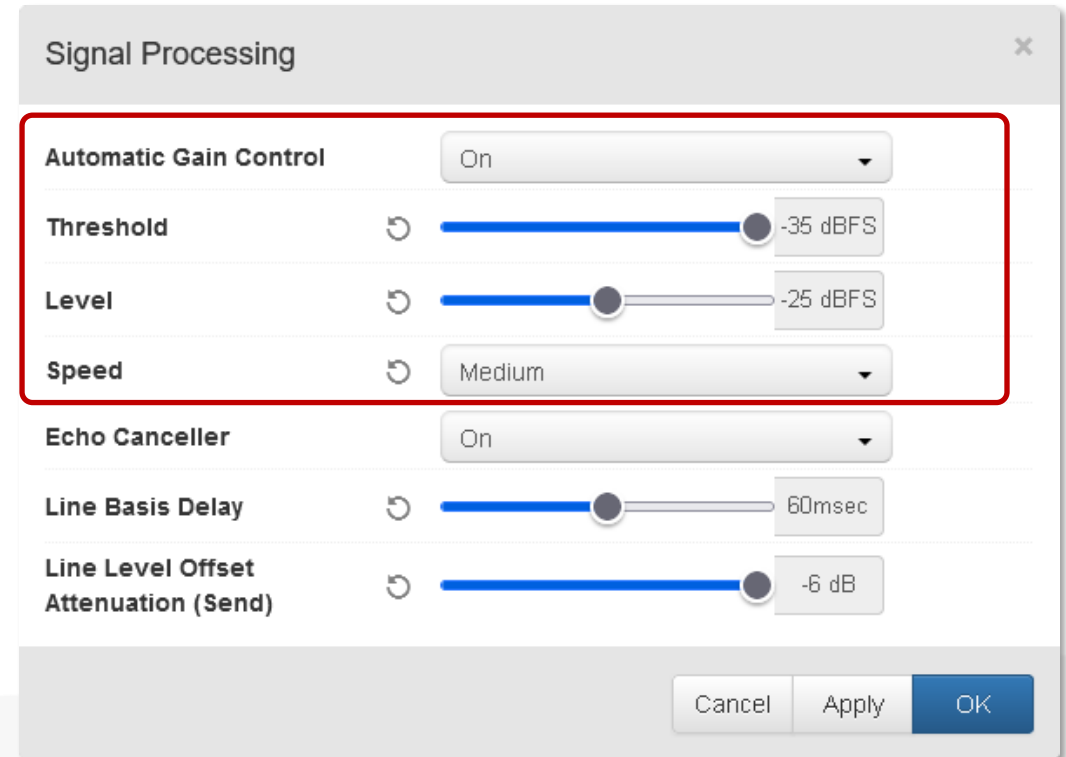 Signal Processing
×
Automatic Gain Control On
Threshold -35 dBFS
Level -25 dBFS
Speed Medium
Echo Canceller On
Line Basis Delay 60msec
Line Level Offset
Attenuation (Send) -6 dB
Cancel Apply OK